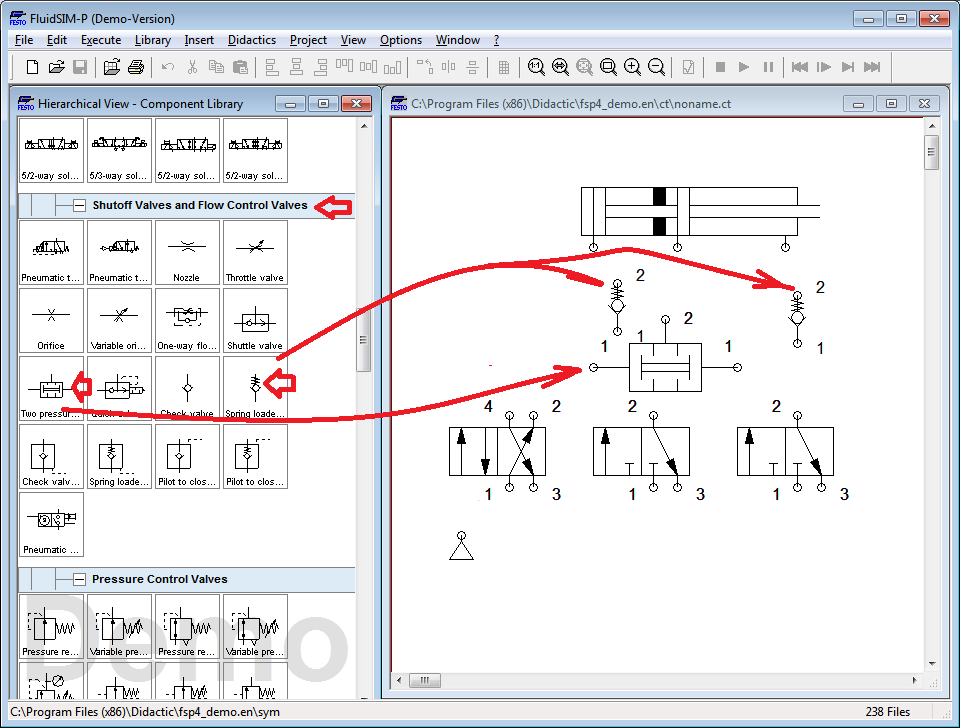 FluidSIM-P (Demo-Version)
File Edit Execute Library Insert Didactics Project View Options Window ?
Hierarchical View - Component Library
C:\Program Files (x86)\Didactic\fsp4_demo.en\ct\noname.ct
5/2-way sol... 5/3-way sol... 5/2-way sol... 5/2-way sol...
Shutoff Valves and Flow Control Valves
Pneumatic t... Pneumatic t... Nozzle Throttle valve
Orifice Variable ori... One-way flo... Shuttle valve
Two pressur... Check valve Spring loade...
Check valv... Spring loade... Pilot to clos... Pilot to clos...
Pneumatic ...
Pressure Control Valves
Pressure re... Variable pre... Pressure re... Variable pre...
Demo
2
2
2
1 1 1 1
4 2 2 2
1 3 1 3 1 3
C:\Program Files (x86)\Didactic\fsp4_demo.en\sym
238 Files